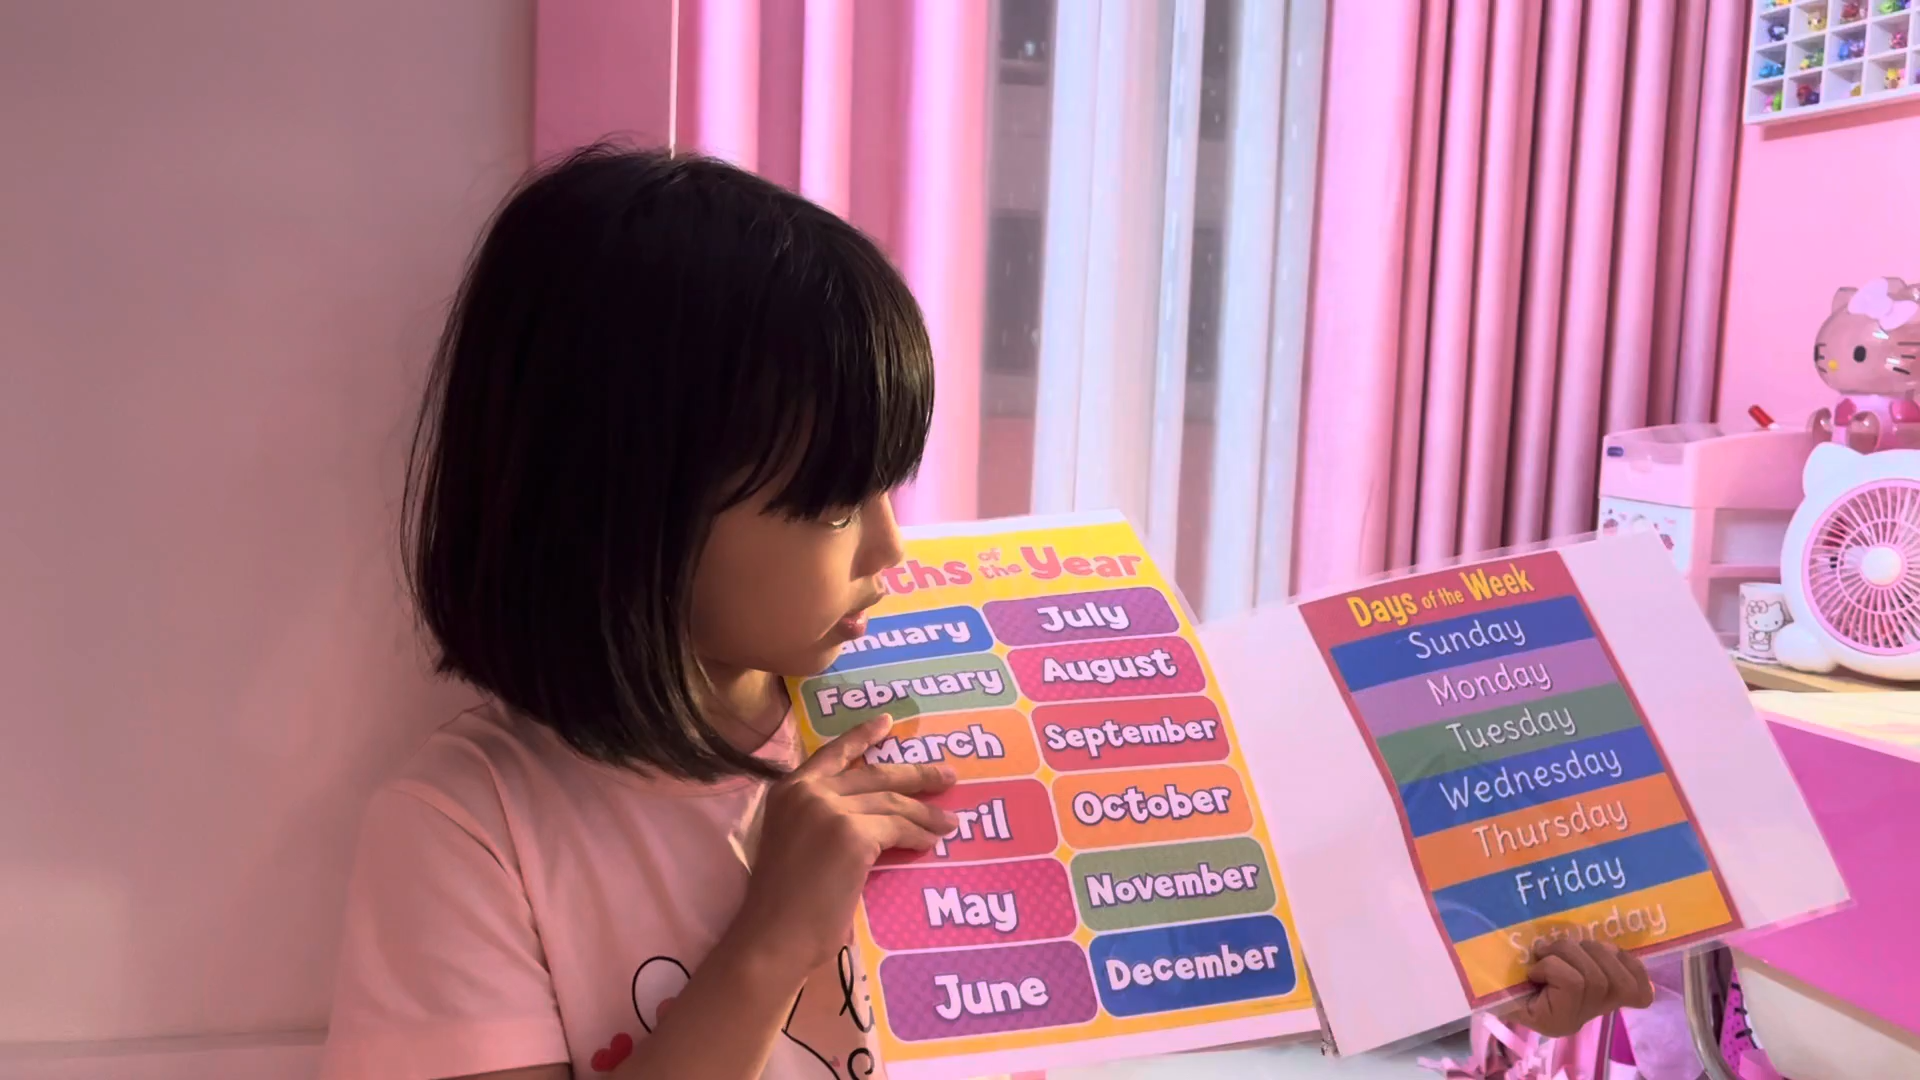 of
the Year
July
February
August
March
September
October
May
November
June
December
Days of the Week
Sunday
Monday
Tuesday
Wednesday
Thursday
Friday
Saturday